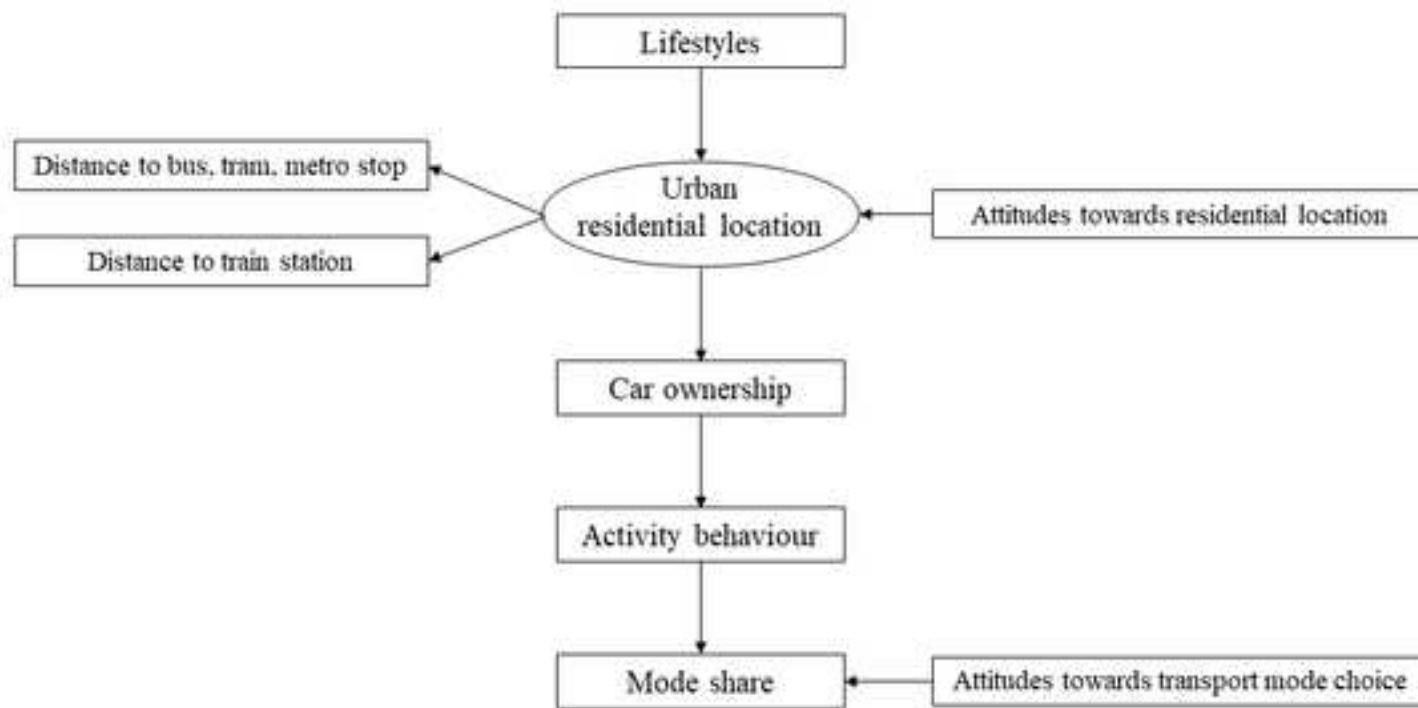 Lifestyles
Distance to bus, tram, metro stop
Urban
residential location
Attitudes towards residential location
Distance to train station
Car ownership
Activity behaviour
Mode share
Attitudes towards transport mode choice